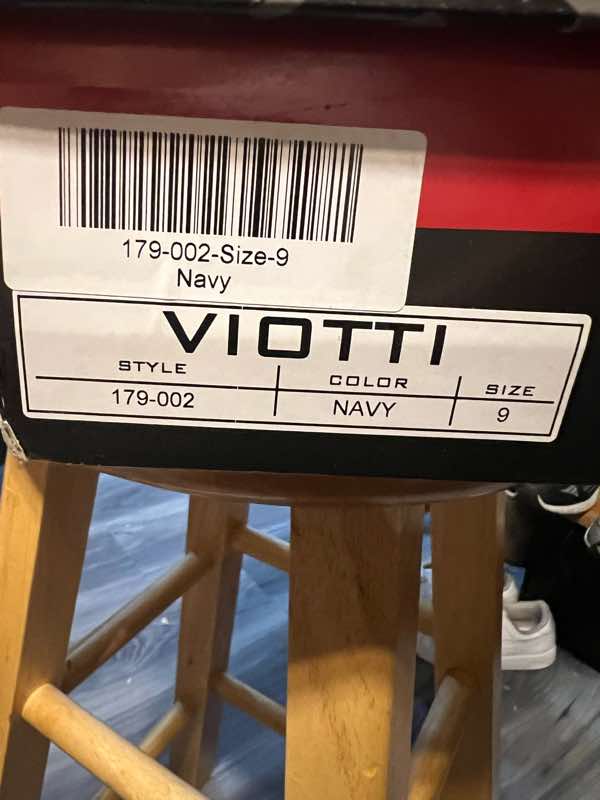 179-002-Size-9
Navy
VIOTTI
STYLE COLOR SIZE
179-002 NAVY 9